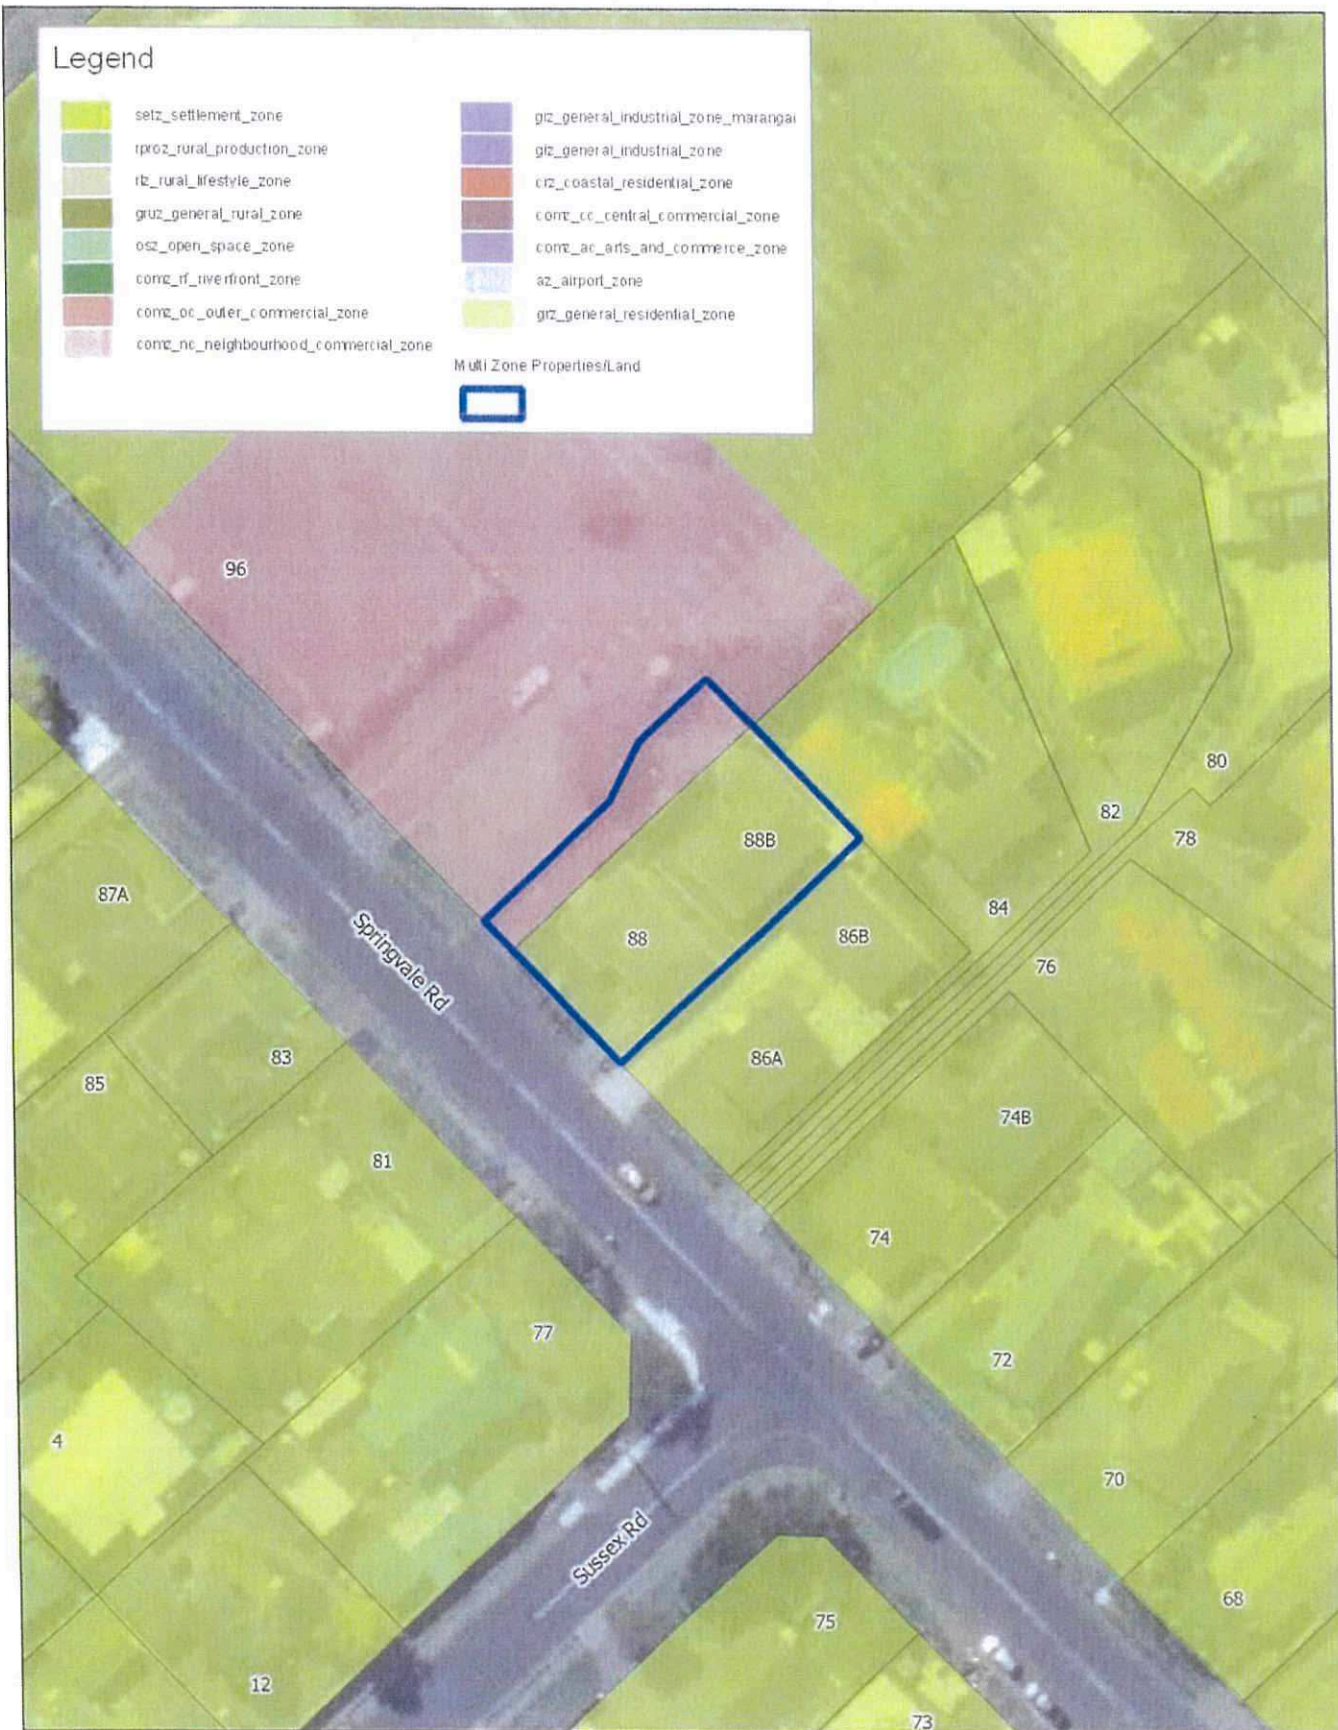 Legend
setz_settlement_zone
rproz_rural_production_zone
rlz_rural_lifestyle_zone
gruz_general_rural_zone
osz_open_space_zone
comz_rf_riverfront_zone
comz_oc_outer_commercial_zone
comz_nc_neighbourhood_commercial_zone
giz_general_industrial_zone_marangai
giz_general_industrial_zone
crz_coastal_residential_zone
comz_cc_central_commercial_zone
comz_ac_arts_and_commerce_zone
az_airport_zone
grz_general_residential_zone
Multi Zone Properties/Land
96
80
82
78
88B
87A
84
88
86B
76
Springvale Rd
83
86A
85
74B
81
74
77
72
4
70
Sussex Rd
68
75
12
73